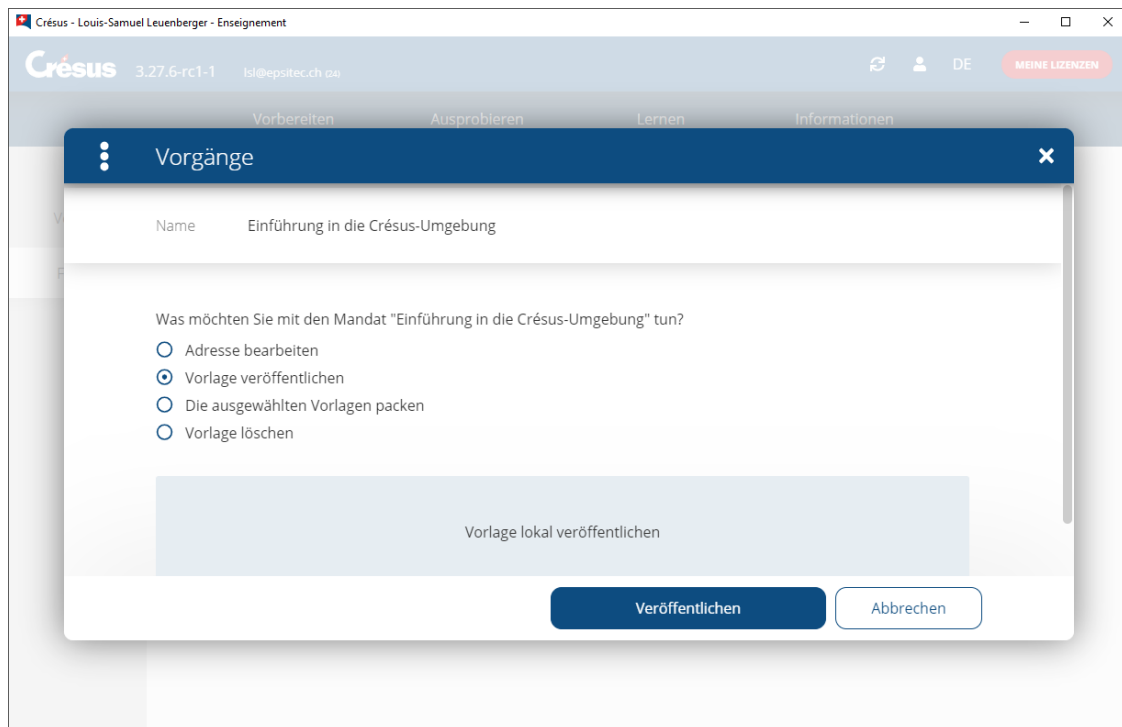 Crésus - Louis-Samuel Leuenberger - Enseignement
Crésus 3.27.6-rc1-1 lsl@epsitec.ch (24) DE MEINE LIZENZEN
Vorbereiten Ausprobieren Lernen Informationen
Vorgänge
Name Einführung in die Crésus-Umgebung
Was möchten Sie mit den Mandat "Einführung in die Crésus-Umgebung" tun?
Adresse bearbeiten
Vorlage veröffentlichen
Die ausgewählten Vorlagen packen
Vorlage löschen
Vorlage lokal veröffentlichen
Veröffentlichen Abbrechen